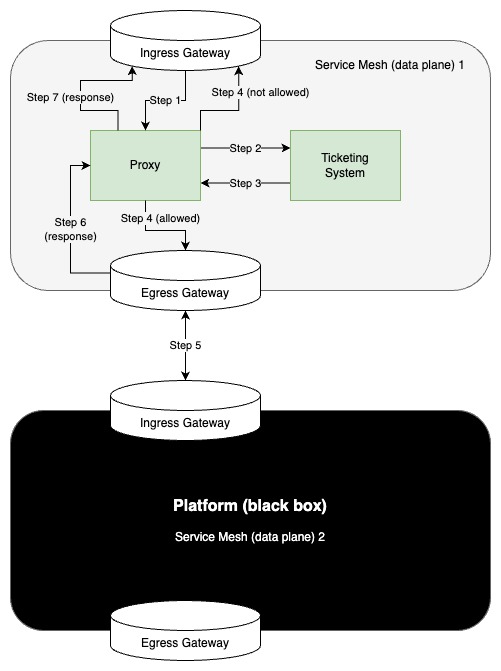 Ingress Gateway
Service Mesh (data plane) 1
Step 7 (response)
Step 1
Step 4 (not allowed)
Proxy
Step 2
Step 3
Ticketing
System
Step 4 (allowed)
Step 6
(response)
Egress Gateway
Step 5
Ingress Gateway
Platform (black box)
Service Mesh (data plane) 2
Egress Gateway